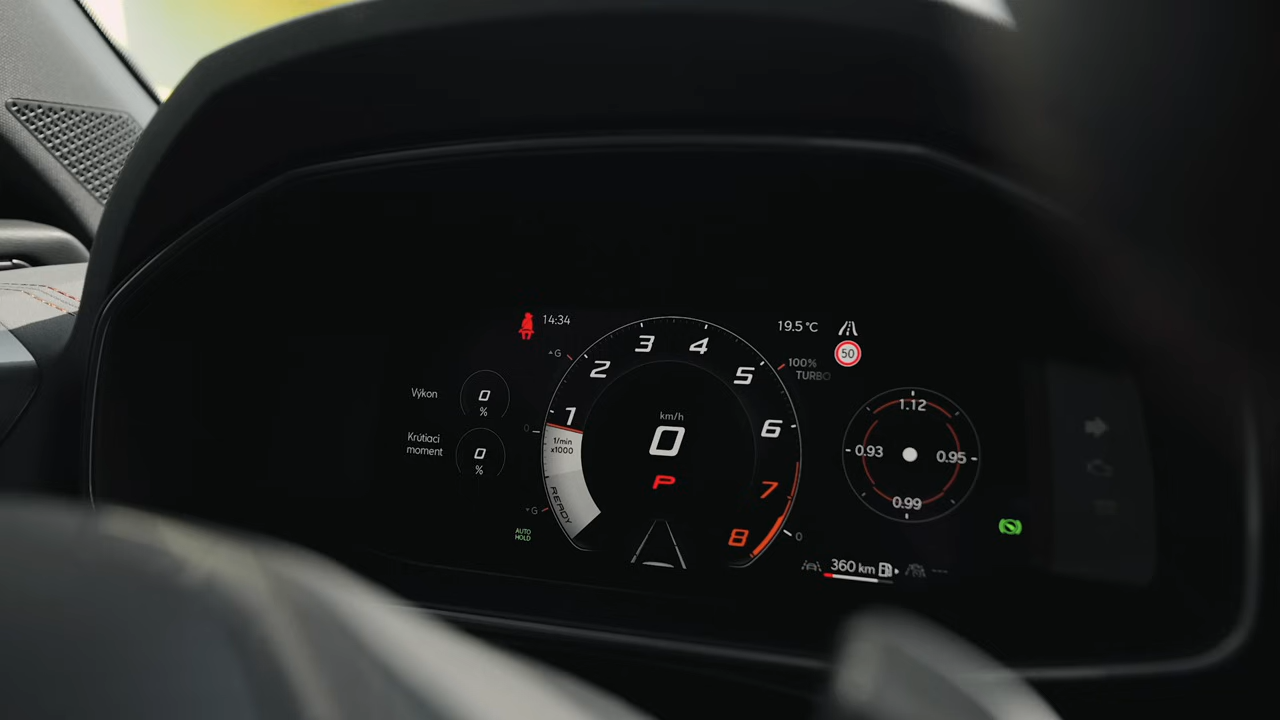 14:34
19.5 °C
50
+G
100%
TURBO
Výkon
0
%
Krútiaci
moment
0
%
0
1
2
3
4
5
6
7
8
1/min
x1000
READY
km/h
0
P
1.12
0.93
0.95
0.99
AUTO
HOLD
+G
0
360 km
---